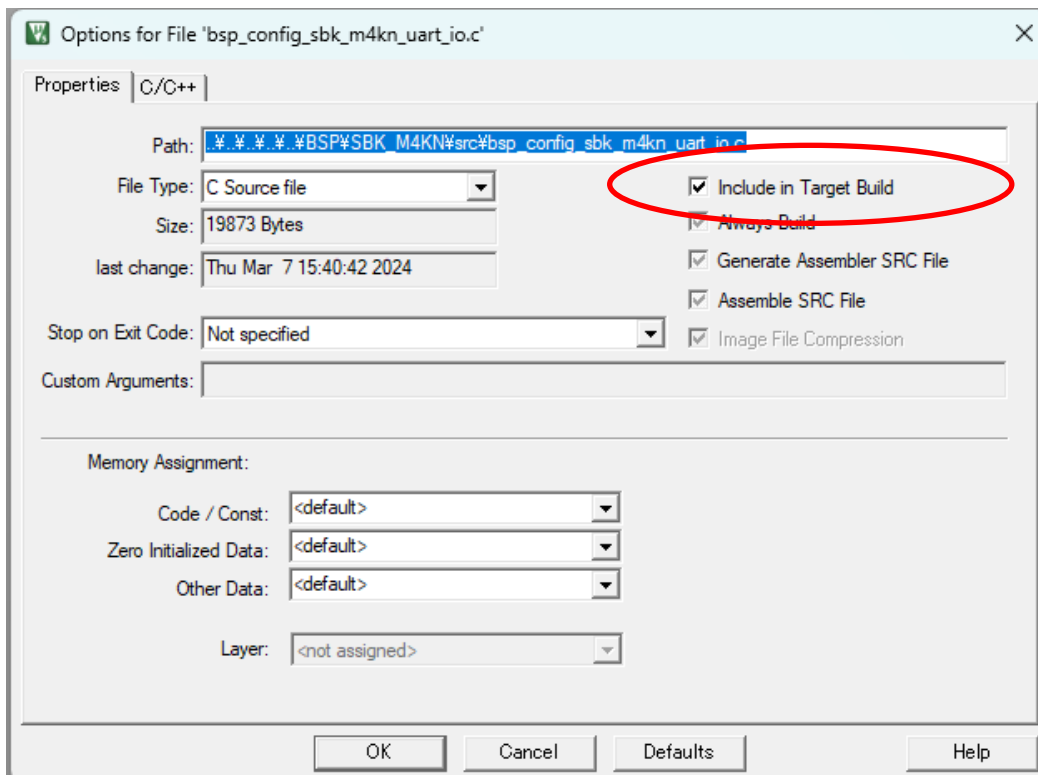 Options for File 'bsp_config_sbk_m4kn_uart_io.c'
Properties
C/C++
Path: ..¥..¥..¥..¥..¥BSP¥SBK_M4KN¥src¥bsp_config_sbk_m4kn_uart_io.c
File Type: C Source file
Include in Target Build
Size: 19873 Bytes
Always Build
last change: Thu Mar 7 15:40:42 2024
Generate Assembler SRC File
Assemble SRC File
Stop on Exit Code: Not specified
Image File Compression
Custom Arguments:
Memory Assignment:
Code / Const: <default>
Zero Initialized Data: <default>
Other Data: <default>
Layer: <not assigned>
OK
Cancel
Defaults
Help